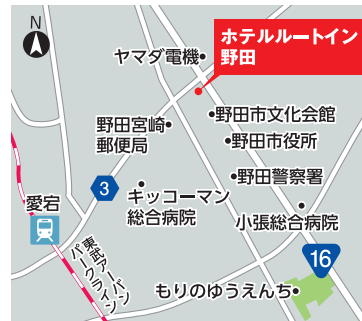 N
ホテルルートイン
野田
ヤマダ電機
野田市文化会館
野田宮崎
郵便局
野田市役所
野田警察署
3
キッコーマン
総合病院
愛宕
小張総合病院
東武アーバン
パークライン
16
もりのゆうえんち